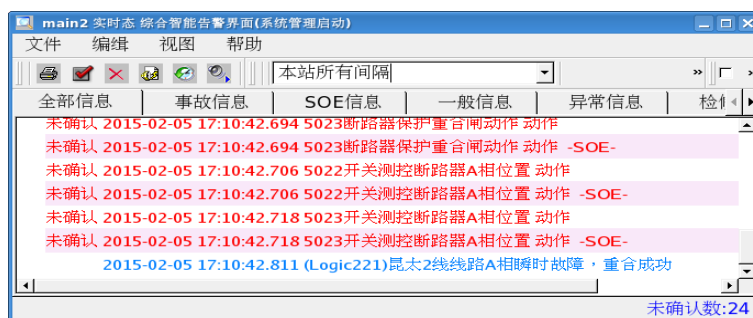 main2 实时态 综合智能告警界面(系统管理启动)
文件 编缉 视图 帮助
本站所有间隔
全部信息 事故信息 SOE信息 一般信息 异常信息
未确认 2015-02-05 17:10:42.694 5023断路器保护重合闸动作 动作
未确认 2015-02-05 17:10:42.694 5023断路器保护重合闸动作 动作 -SOE-
未确认 2015-02-05 17:10:42.706 5022开关测控断路器A相位置 动作
未确认 2015-02-05 17:10:42.706 5022开关测控断路器A相位置 动作 -SOE-
未确认 2015-02-05 17:10:42.718 5023开关测控断路器A相位置 动作
未确认 2015-02-05 17:10:42.718 5023开关测控断路器A相位置 动作 -SOE-
2015-02-05 17:10:42.811 (Logic221)昆太2线线路A相瞬时故障，重合成功
未确认数:24